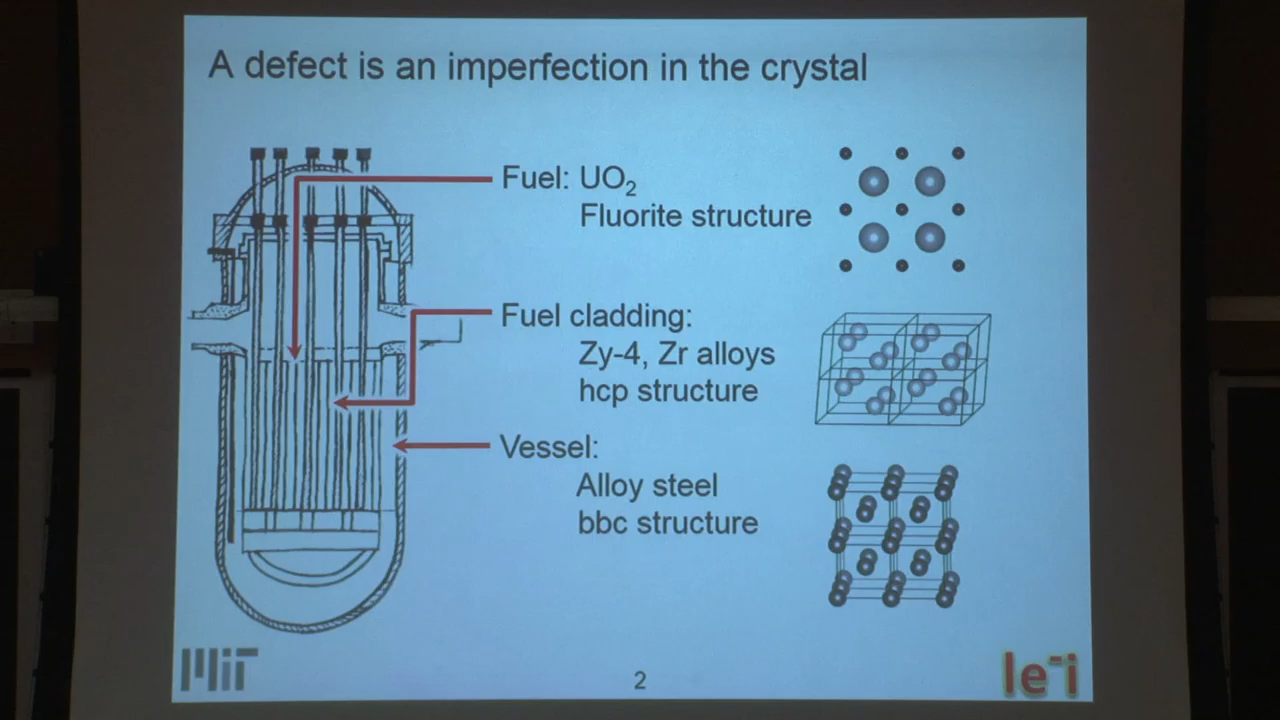 A defect is an imperfection in the crystal
Fuel: UO₂
Fluorite structure
Fuel cladding:
Zy-4, Zr alloys
hcp structure
Vessel:
Alloy steel
bbc structure
MIT
2
le⁻i